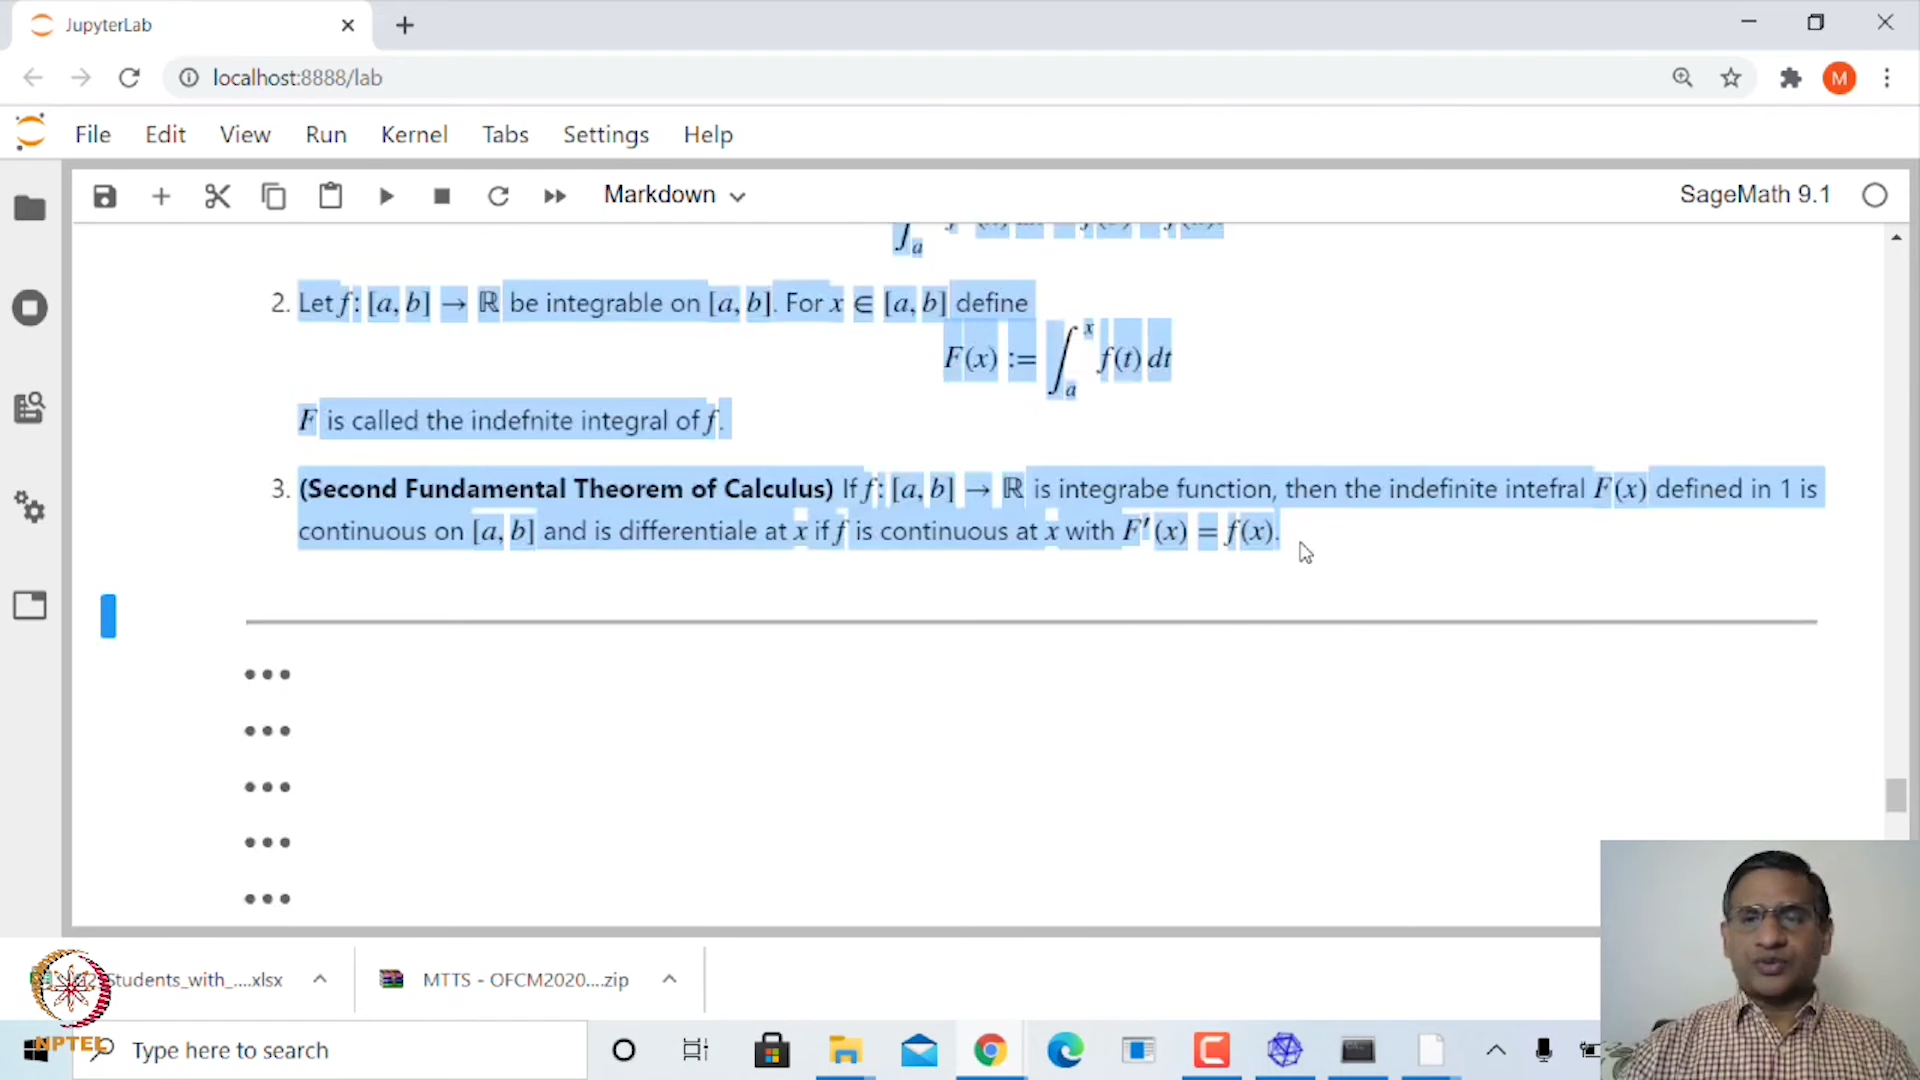 JupyterLab
localhost:8888/lab
M
File Edit View Run Kernel Tabs Settings Help
Markdown SageMath 9.1
2. Let f: [a, b] → ℝ be integrable on [a, b]. For x ∈ [a, b] define
F(x) := ∫ₐˣ f(t) dt
F is called the indefnite integral of f.
3. (Second Fundamental Theorem of Calculus) If f: [a, b] → ℝ is integrabe function, then the indefinite intefral F(x) defined in 1 is
continuous on [a, b] and is differentiale at x if f is continuous at x with F′(x) = f(x).
Students_with_....xlsx MTTS - OFCM2020....zip
NPTEL
Type here to search